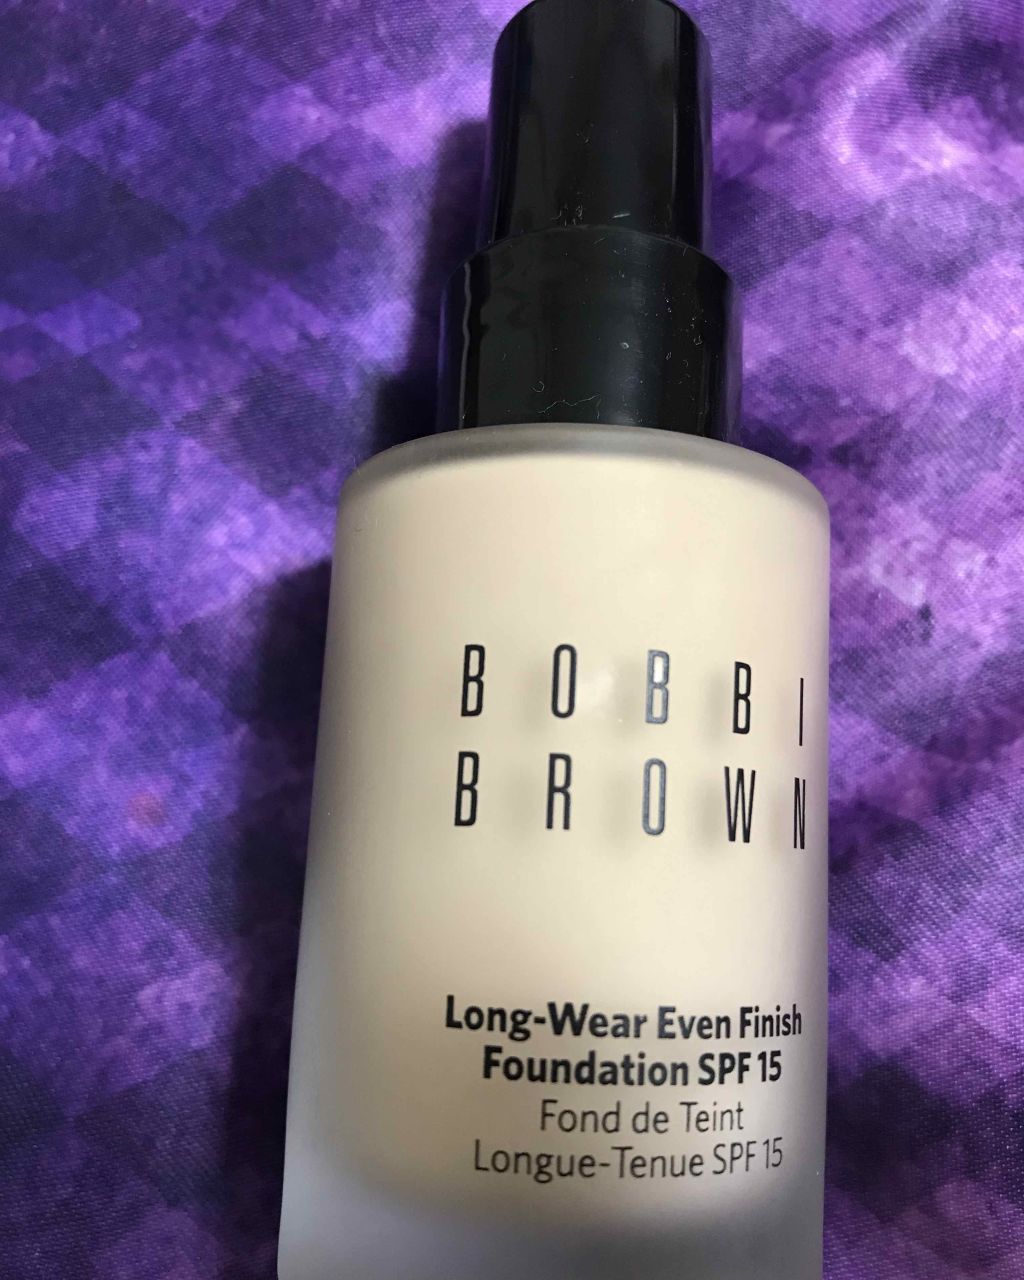 BOBBI
BROWN
Long-Wear Even Finish
Foundation SPF 15
Fond de Teint
Longue-Tenue SPF 15